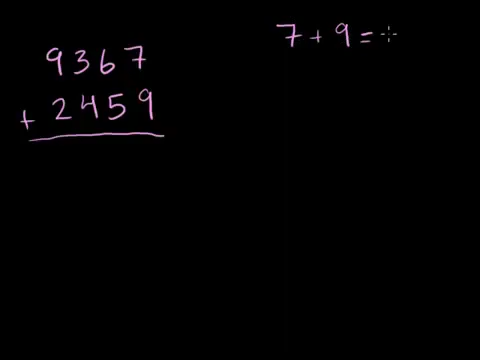 9367
+ 2459
7 + 9 =